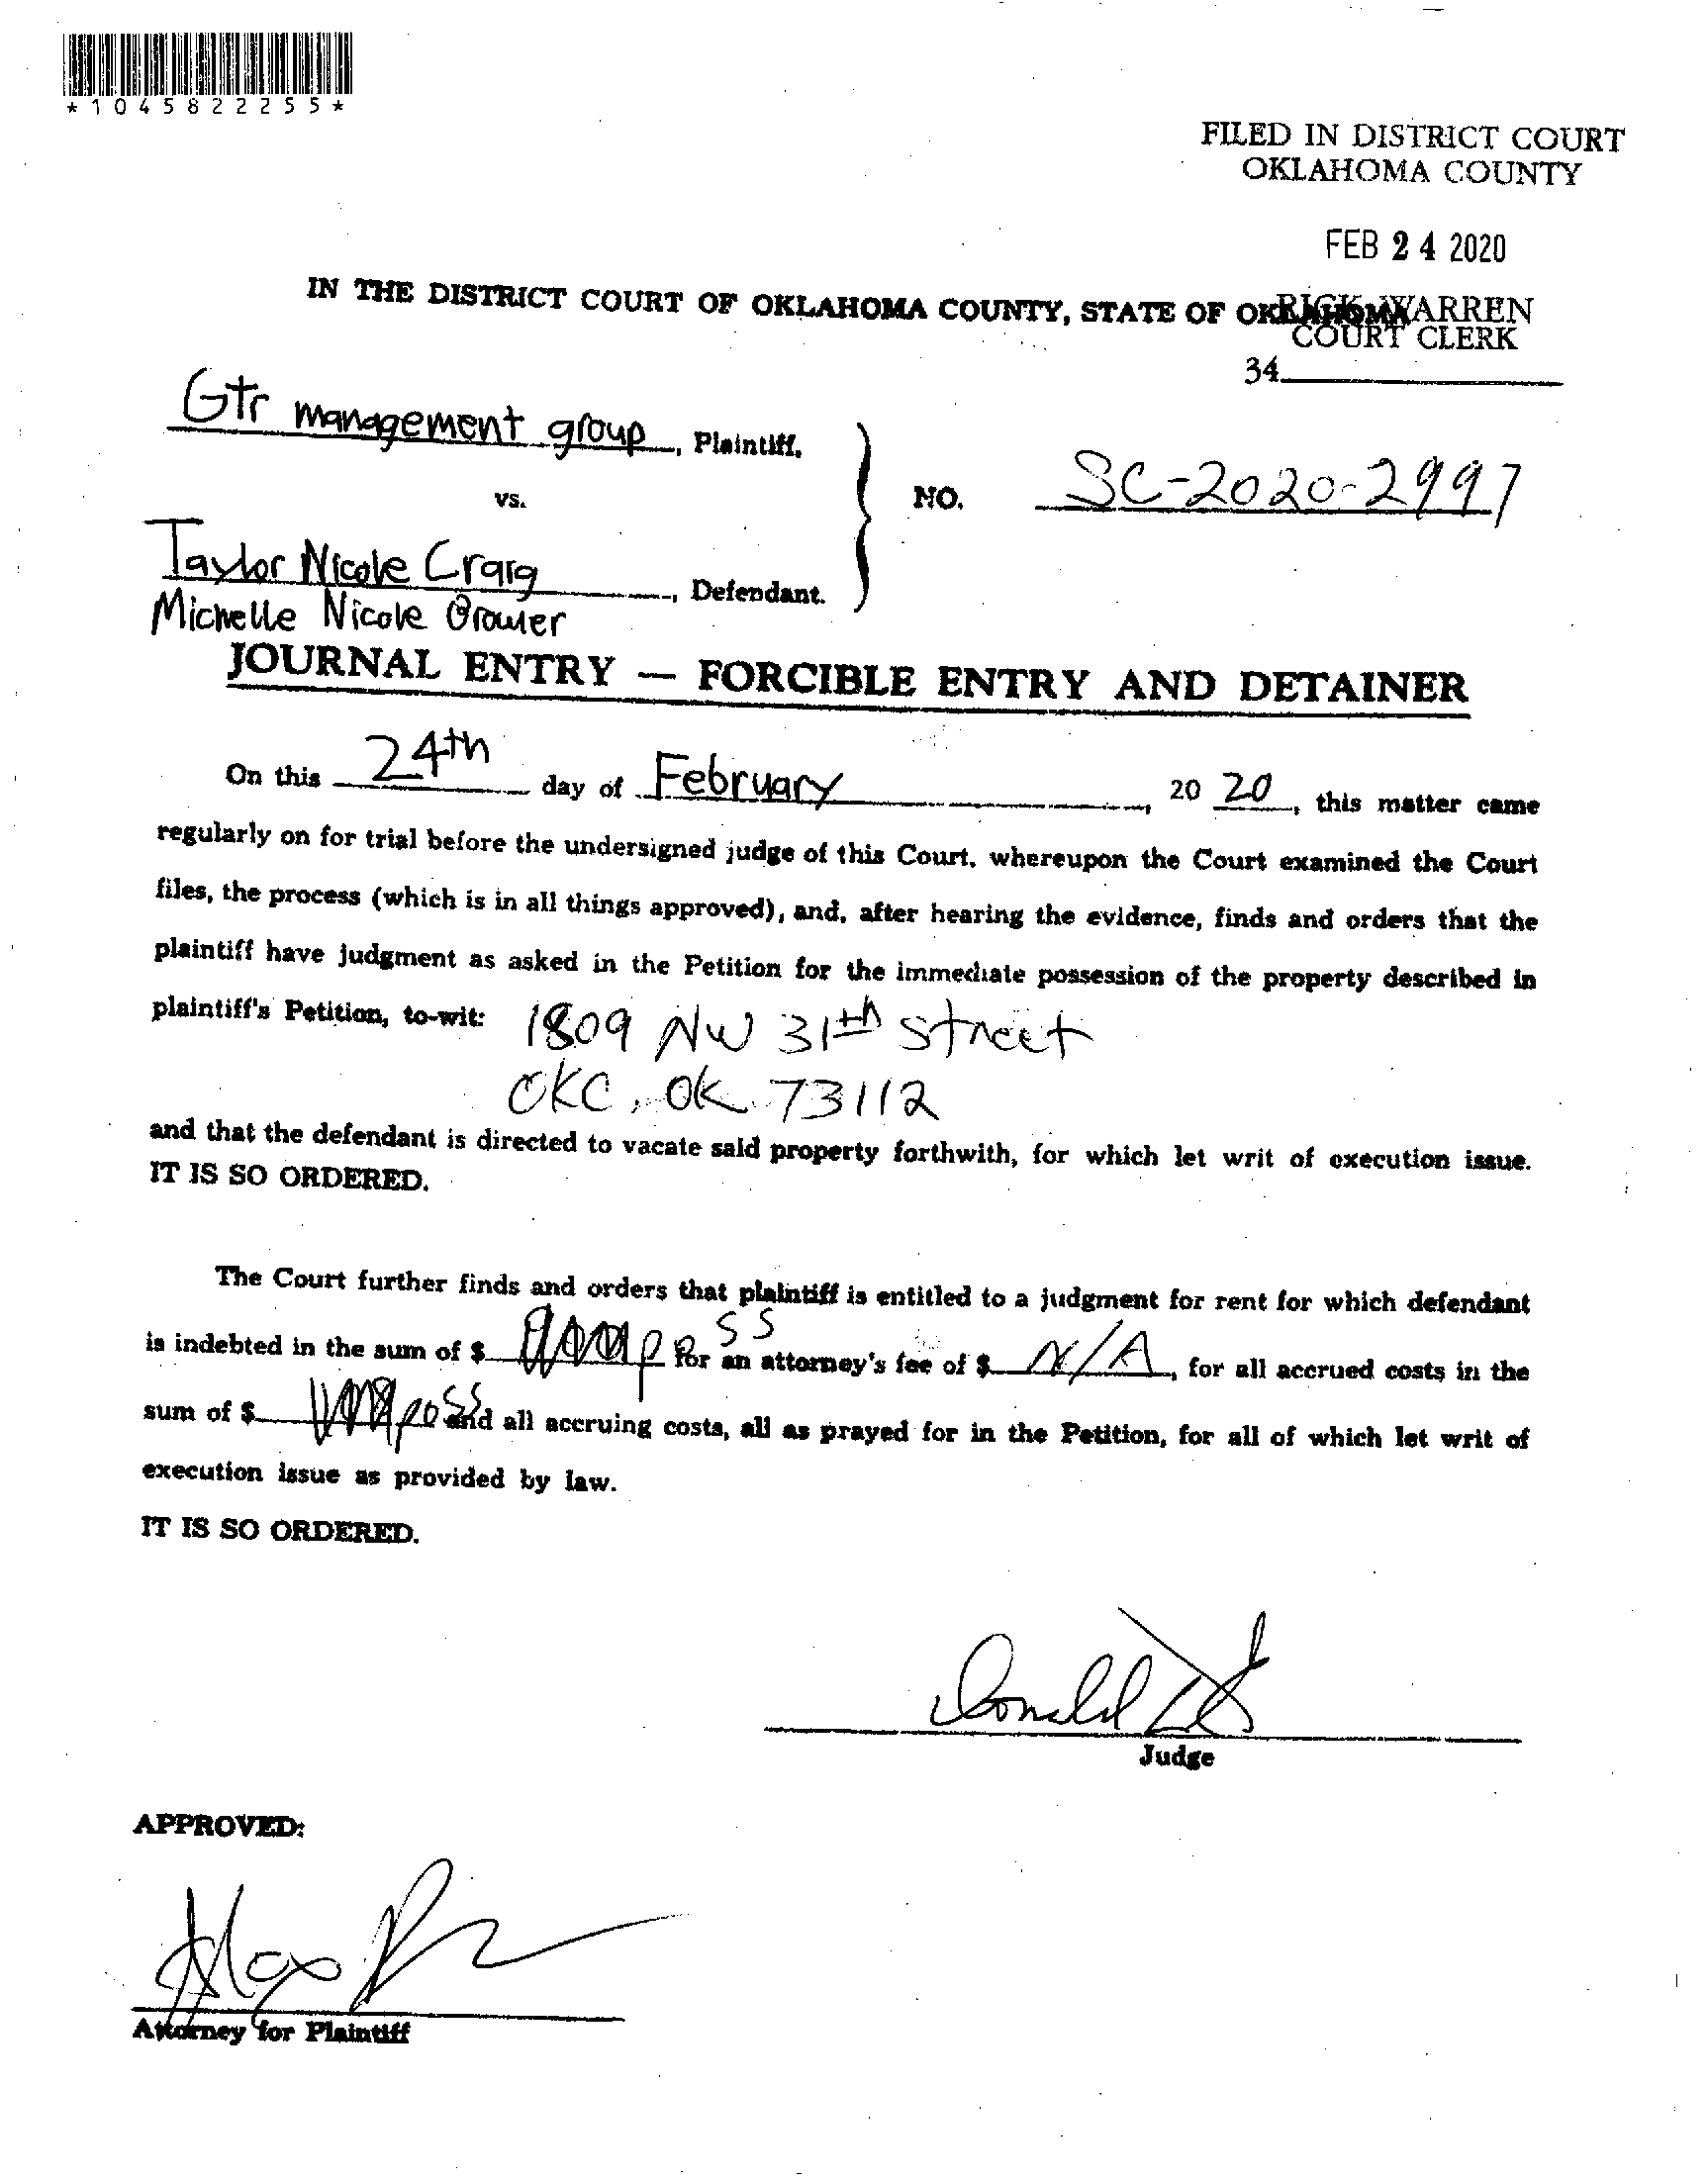 *1045822255*
FILED IN DISTRICT COURT
OKLAHOMA COUNTY
FEB 24 2020
IN THE DISTRICT COURT OF OKLAHOMA COUNTY, STATE OF OKLAHOMA
RICK WARREN
COURT CLERK
34
Gtr management group, Plaintiff,
vs.
NO. SC-2020-2997
Taylor Nicole Craig, Defendant.
Michelle Nicole
JOURNAL ENTRY — FORCIBLE ENTRY AND DETAINER
On this 24th day of February, 20 20, this matter came
regularly on for trial before the undersigned judge of this Court, whereupon the Court examined the Court
files, the process (which is in all things approved), and, after hearing the evidence, finds and orders that the
plaintiff have judgment as asked in the Petition for the immediate possession of the property described in
plaintiff's Petition, to-wit: 1809 NW 31th Street
OKC, OK 73112
and that the defendant is directed to vacate said property forthwith, for which let writ of execution issue.
IT IS SO ORDERED.
The Court further finds and orders that plaintiff is entitled to a judgment for rent for which defendant
is indebted in the sum of $ poss for an attorney's fee of $ N/A, for all accrued costs in the
sum of $ poss and all accruing costs, all as prayed for in the Petition, for all of which let writ of
execution issue as provided by law.
IT IS SO ORDERED.
Donald
Judge
APPROVED:
Attorney for Plaintiff